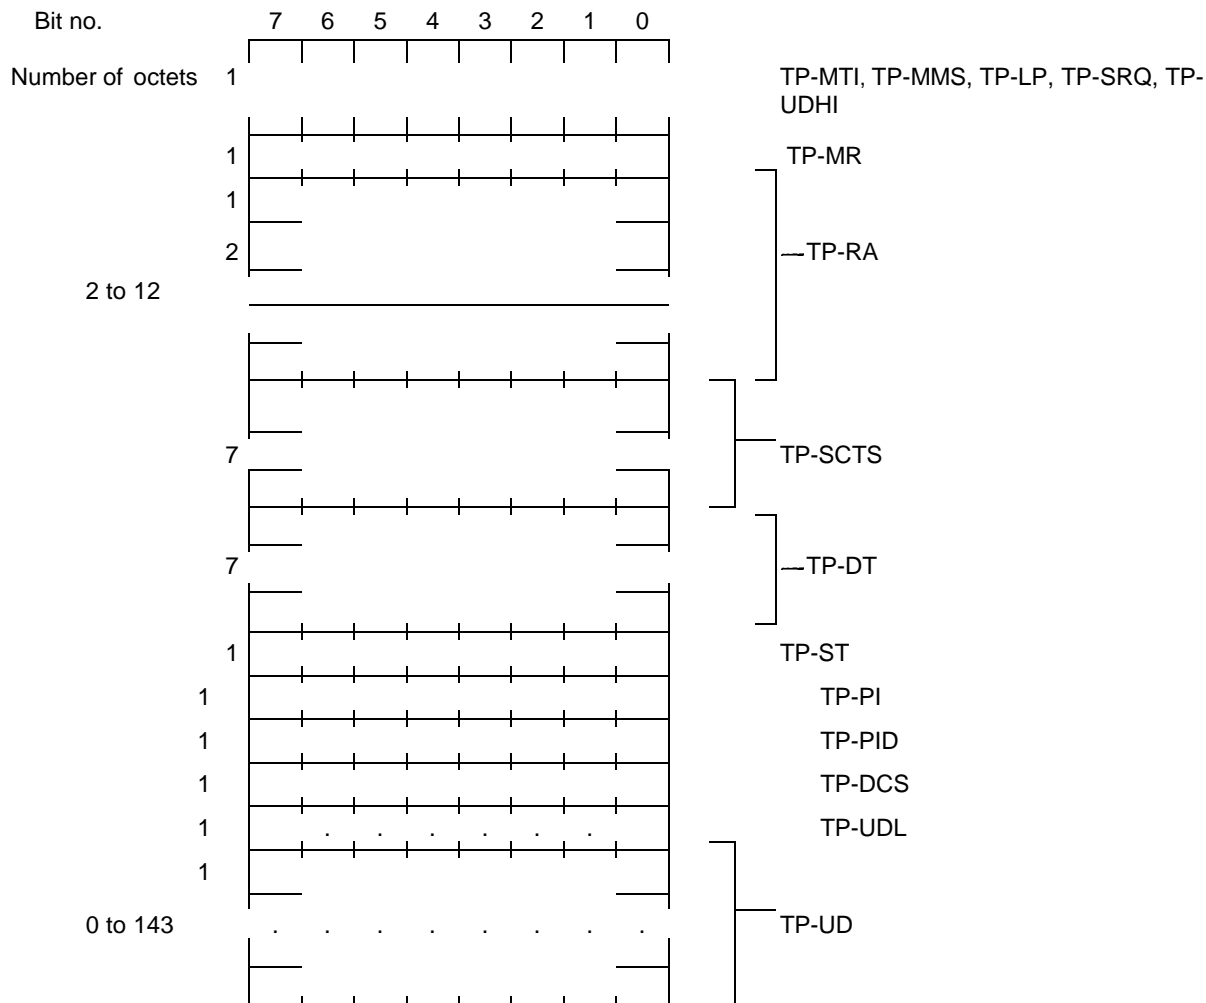 Bit no. 7 6 5 4 3 2 1 0
Number of octets 1 TP-MTI, TP-MMS, TP-LP, TP-SRQ, TP-
UDHI
1 TP-MR
1
2 TP-RA
2 to 12
7 TP-SCTS
7 TP-DT
1 TP-ST
1 TP-PI
1 TP-PID
1 TP-DCS
1 . . . . . . TP-UDL
1
0 to 143 . . . . . . . . TP-UD